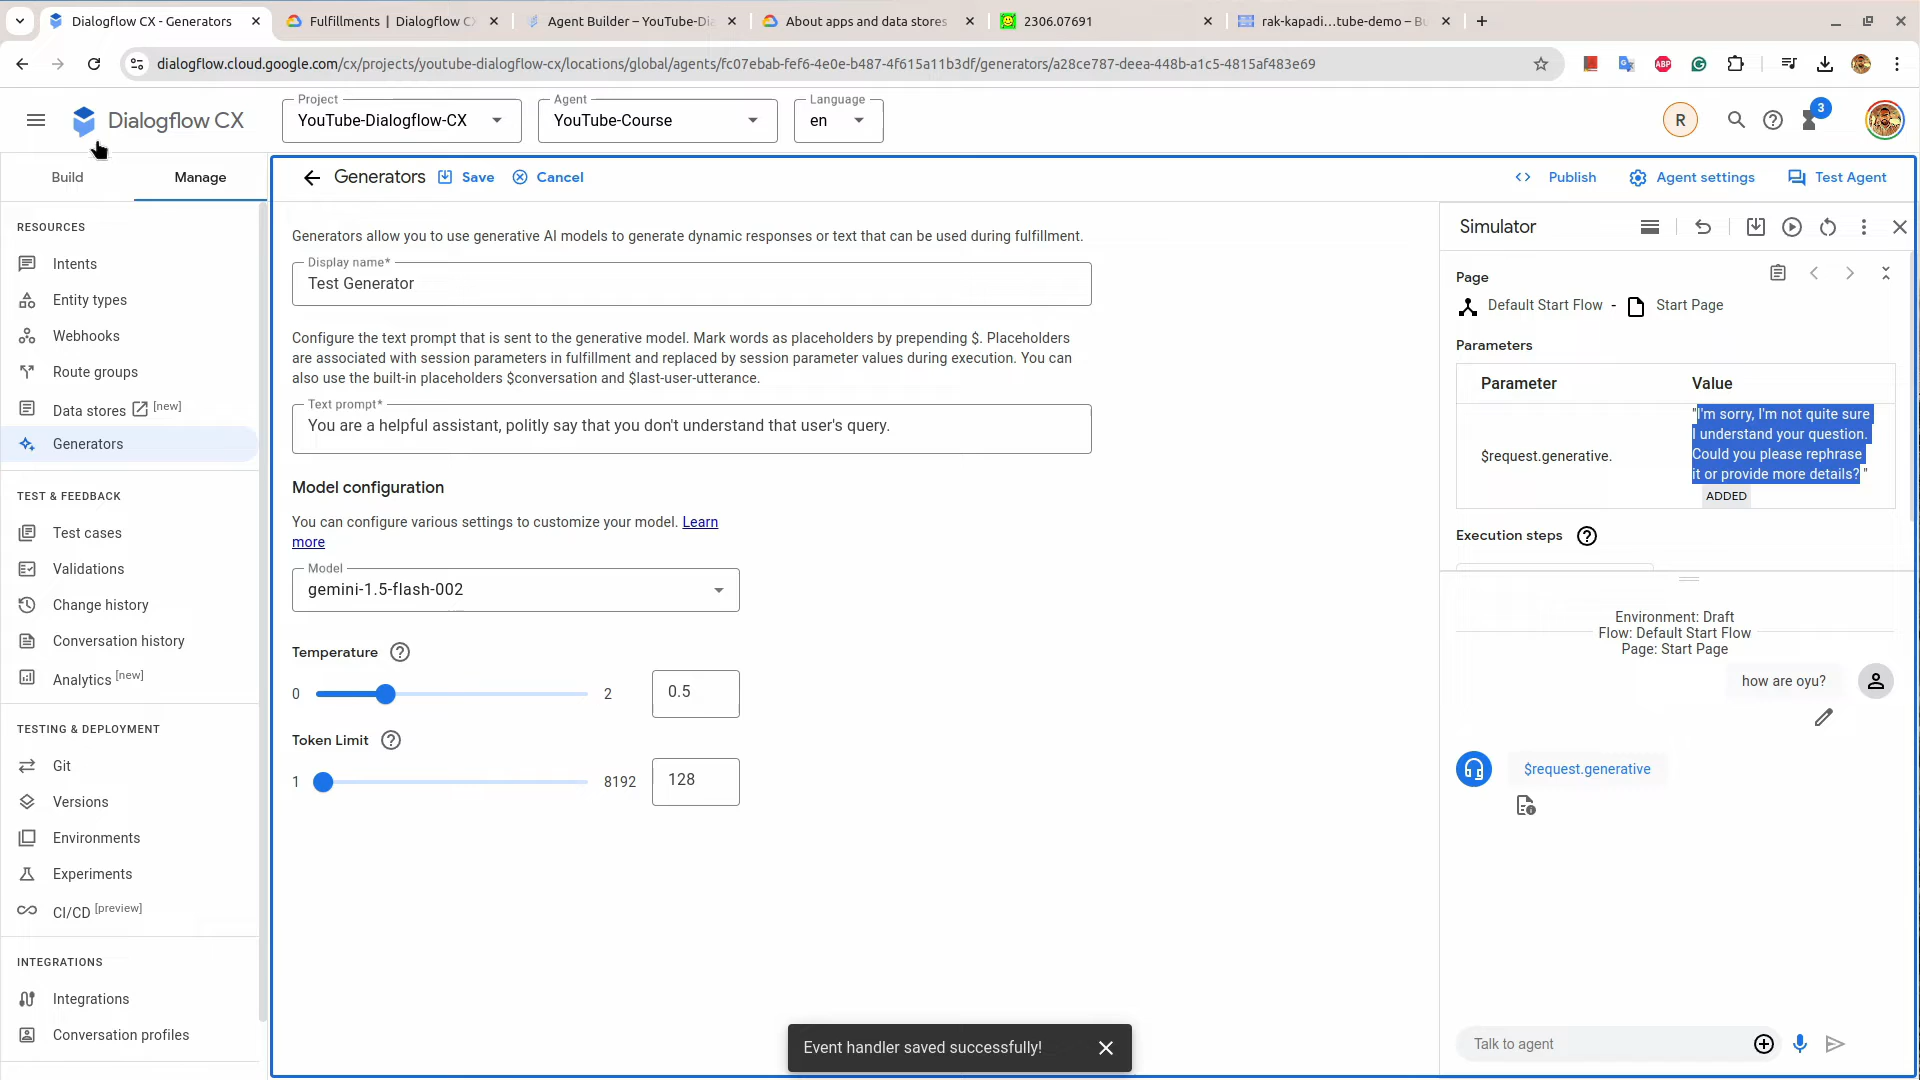 Dialogflow CX - Generators
Fulfillments | Dialogflow C
Agent Builder – YouTube-Dia
About apps and data stores
2306.07691
rak-kapadi...tube-demo – Bu
dialogflow.cloud.google.com/cx/projects/youtube-dialogflow-cx/locations/global/agents/fc07ebab-fef6-4e0e-b487-4f615a11b3df/generators/a28ce787-deea-448b-a1c5-4815af483e69
ABP
Dialogflow CX
Project
YouTube-Dialogflow-CX
Agent
YouTube-Course
Language
en
R
3
Build
Manage
Generators
Save
Cancel
Publish
Agent settings
Test Agent
RESOURCES
Intents
Entity types
Webhooks
Route groups
Data stores [new]
Generators
TEST & FEEDBACK
Test cases
Validations
Change history
Conversation history
Analytics [new]
TESTING & DEPLOYMENT
Git
Versions
Environments
Experiments
CI/CD [preview]
INTEGRATIONS
Integrations
Conversation profiles
Generators allow you to use generative AI models to generate dynamic responses or text that can be used during fulfillment.
Display name*
Test Generator
Configure the text prompt that is sent to the generative model. Mark words as placeholders by prepending $. Placeholders
are associated with session parameters in fulfillment and replaced by session parameter values during execution. You can
also use the built-in placeholders $conversation and $last-user-utterance.
Text prompt*
You are a helpful assistant, politly say that you don't understand that user's query.
Model configuration
You can configure various settings to customize your model. Learn
more
Model
gemini-1.5-flash-002
Temperature
0
2
0.5
Token Limit
1
8192
128
Event handler saved successfully!
Simulator
Page
Default Start Flow - Start Page
Parameters
Parameter
Value
$request.generative.
"I'm sorry, I'm not quite sure
I understand your question.
Could you please rephrase
it or provide more details? "
ADDED
Execution steps
Environment: Draft
Flow: Default Start Flow
Page: Start Page
how are oyu?
$request.generative
Talk to agent